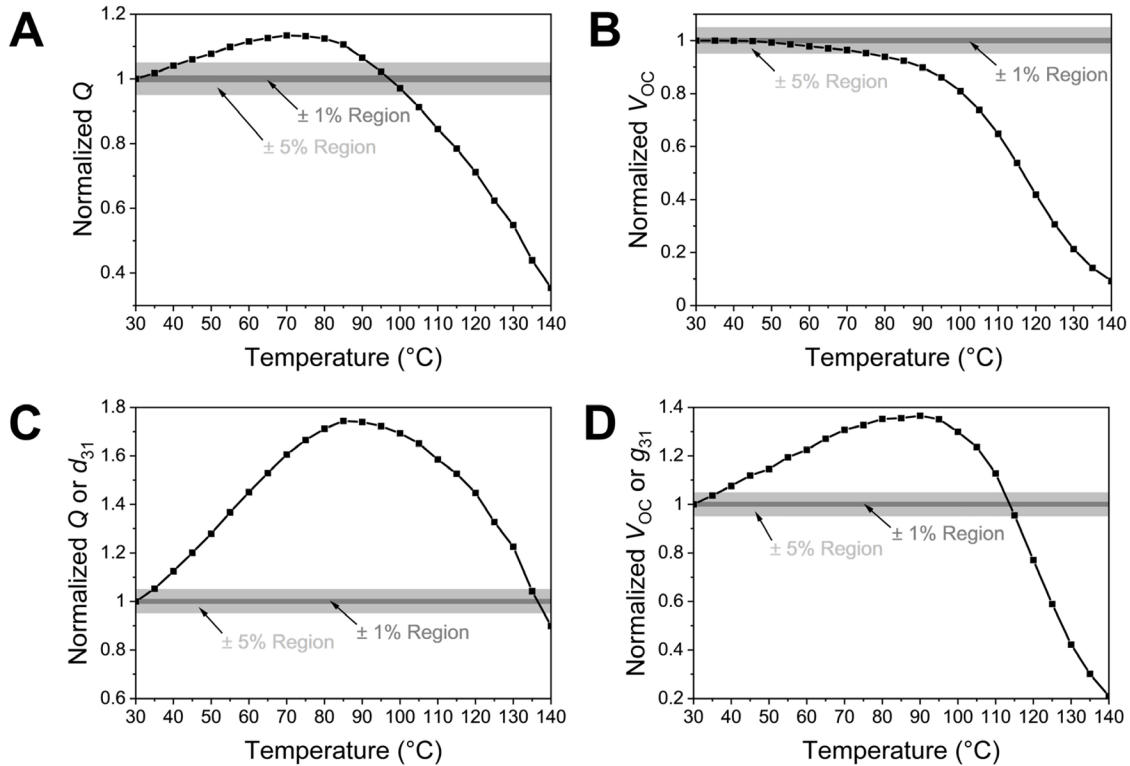 A
1.2
1
0.8
0.6
0.4
Normalized Q
± 1% Region
± 5% Region
30 40 50 60 70 80 90 100 110 120 130 140
Temperature (°C)
B
1
0.8
0.6
0.4
0.2
0
Normalized VOC
± 5% Region
± 1% Region
30 40 50 60 70 80 90 100 110 120 130 140
Temperature (°C)
C
1.8
1.6
1.4
1.2
1
0.8
0.6
Normalized Q or d31
± 5% Region
± 1% Region
30 40 50 60 70 80 90 100 110 120 130 140
Temperature (°C)
D
1.4
1.2
1
0.8
0.6
0.4
0.2
Normalized VOC or g31
± 5% Region
± 1% Region
30 40 50 60 70 80 90 100 110 120 130 140
Temperature (°C)